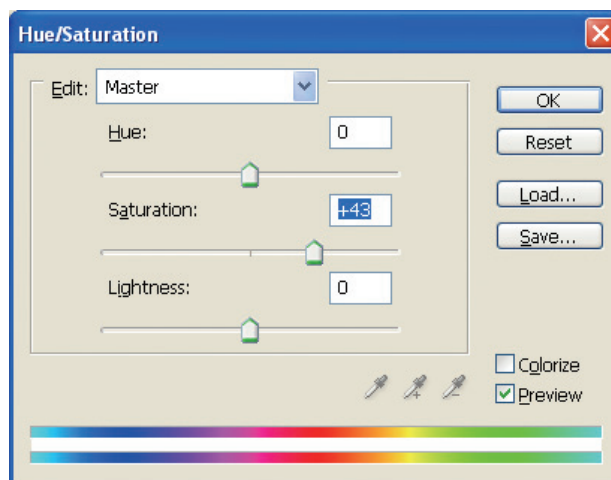 Hue/Saturation
Edit: Master
OK
Hue: 0
Reset
Saturation: +43
Load...
Save...
Lightness: 0
Colorize
Preview